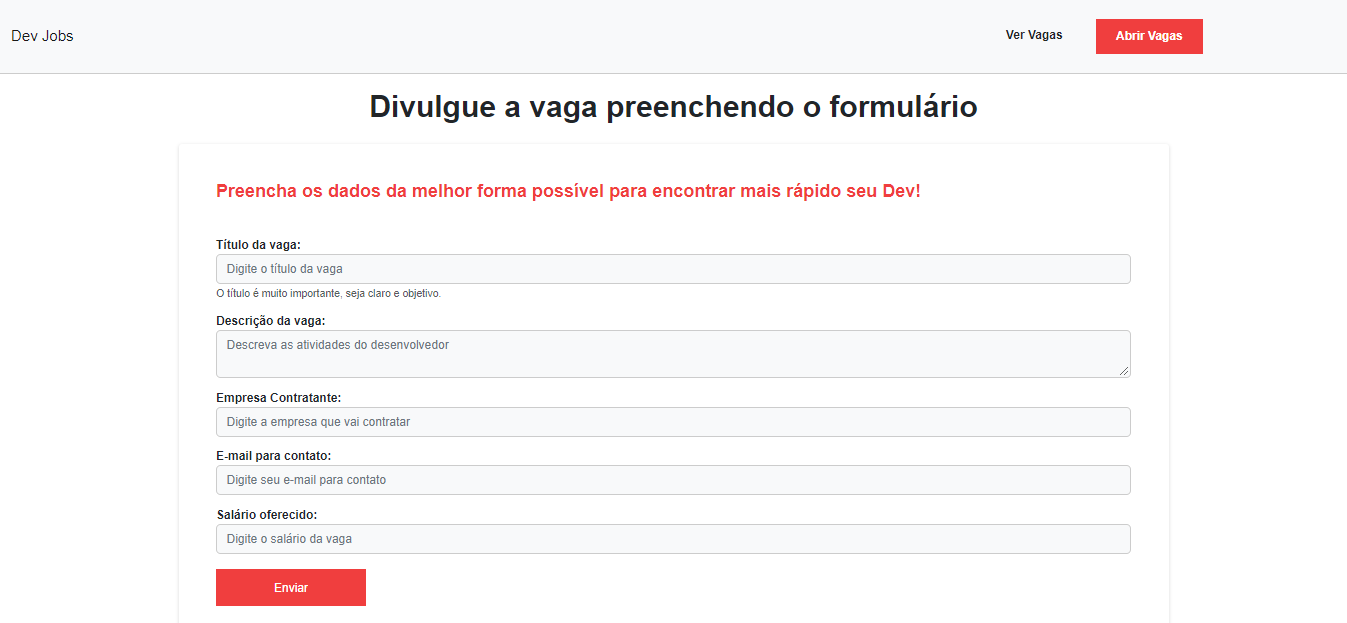 Dev Jobs
Ver Vagas
Abrir Vagas
Divulgue a vaga preenchendo o formulário
Preencha os dados da melhor forma possível para encontrar mais rápido seu Dev!
Título da vaga:
Digite o título da vaga
O título é muito importante, seja claro e objetivo.
Descrição da vaga:
Descreva as atividades do desenvolvedor
Empresa Contratante:
Digite a empresa que vai contratar
E-mail para contato:
Digite seu e-mail para contato
Salário oferecido:
Digite o salário da vaga
Enviar